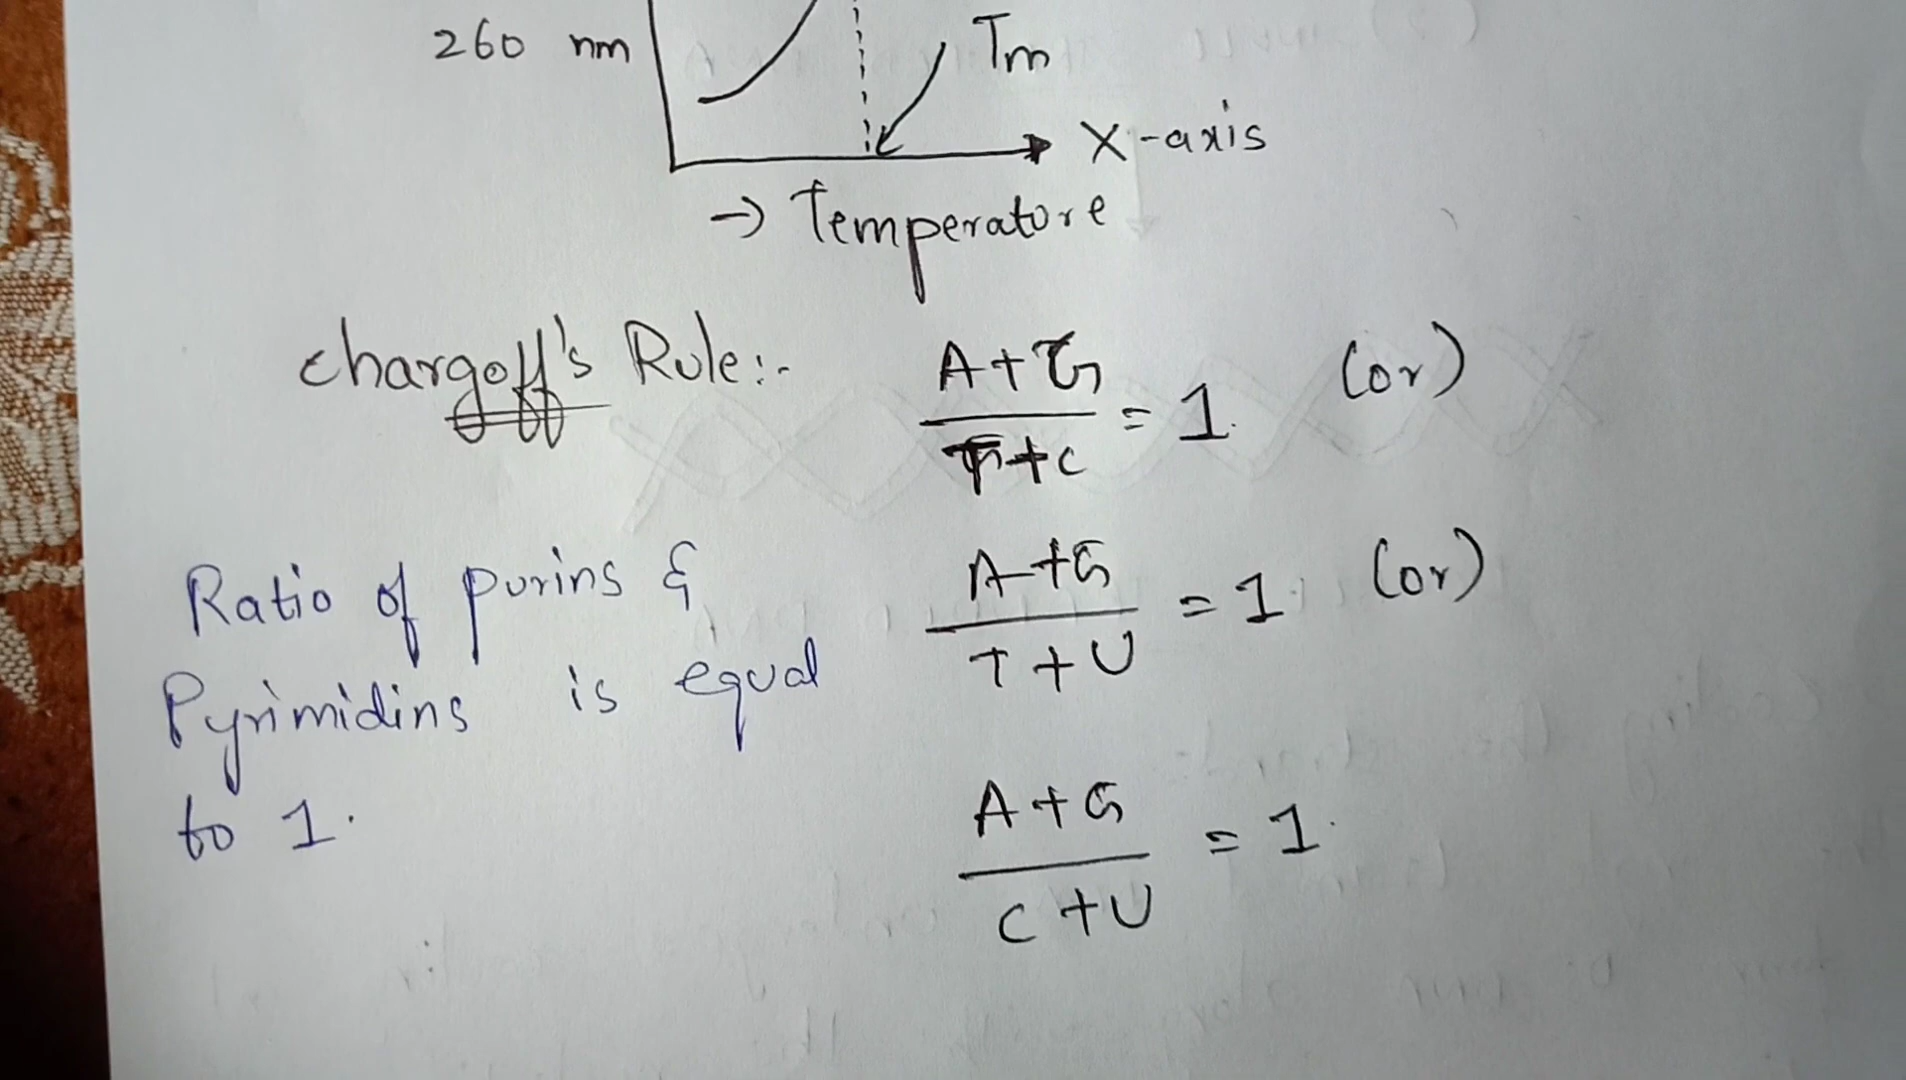 260 nm
Tm
X-axis
→ Temperature
Chargoff's Rule:-
A+G
T+C
= 1
(or)
Ratio of purins &
Pyrimidins is equal
to 1.
A+G
T+U
= 1
(or)
A+G
C+U
= 1.